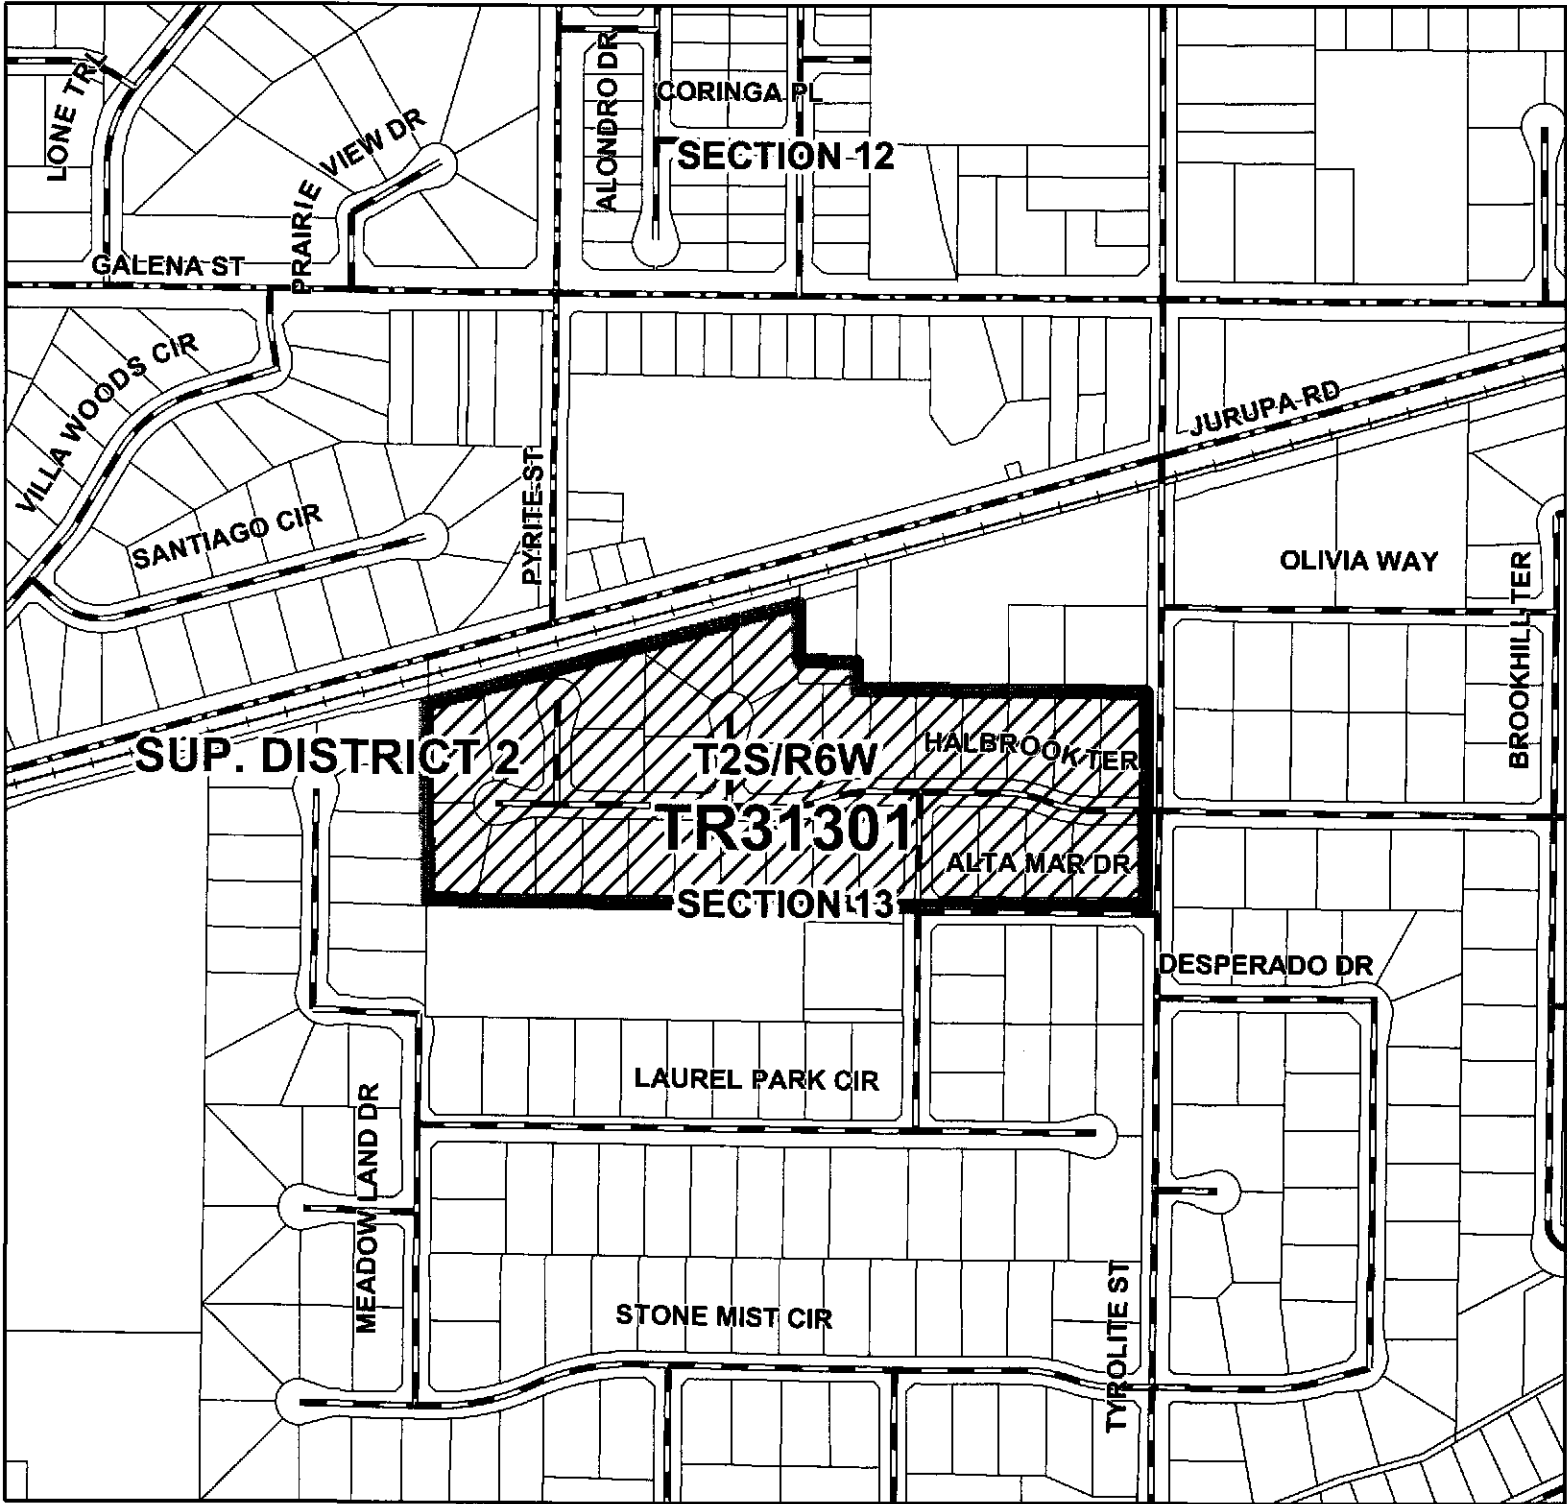 LONE TRL
PRAIRIE VIEW DR
ALONDRO DR
CORINGA PL
SECTION 12
GALENA ST
VILLA WOODS CIR
SANTIAGO CIR
PYRITE ST
JURUPA RD
OLIVIA WAY
BROOKHILL TER
SUP. DISTRICT 2
T2S/R6W
HALBROOK TER
TR31301
ALTA MAR DR
SECTION 13
DESPERADO DR
LAUREL PARK CIR
MEADOW LAND DR
STONE MIST CIR
TYROLITE ST